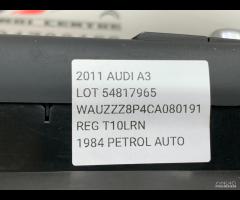 2011 AUDI A3
LOT 54817965
WAUZZZ8P4CA080191
REG T10LRN
1984 PETROL AUTO